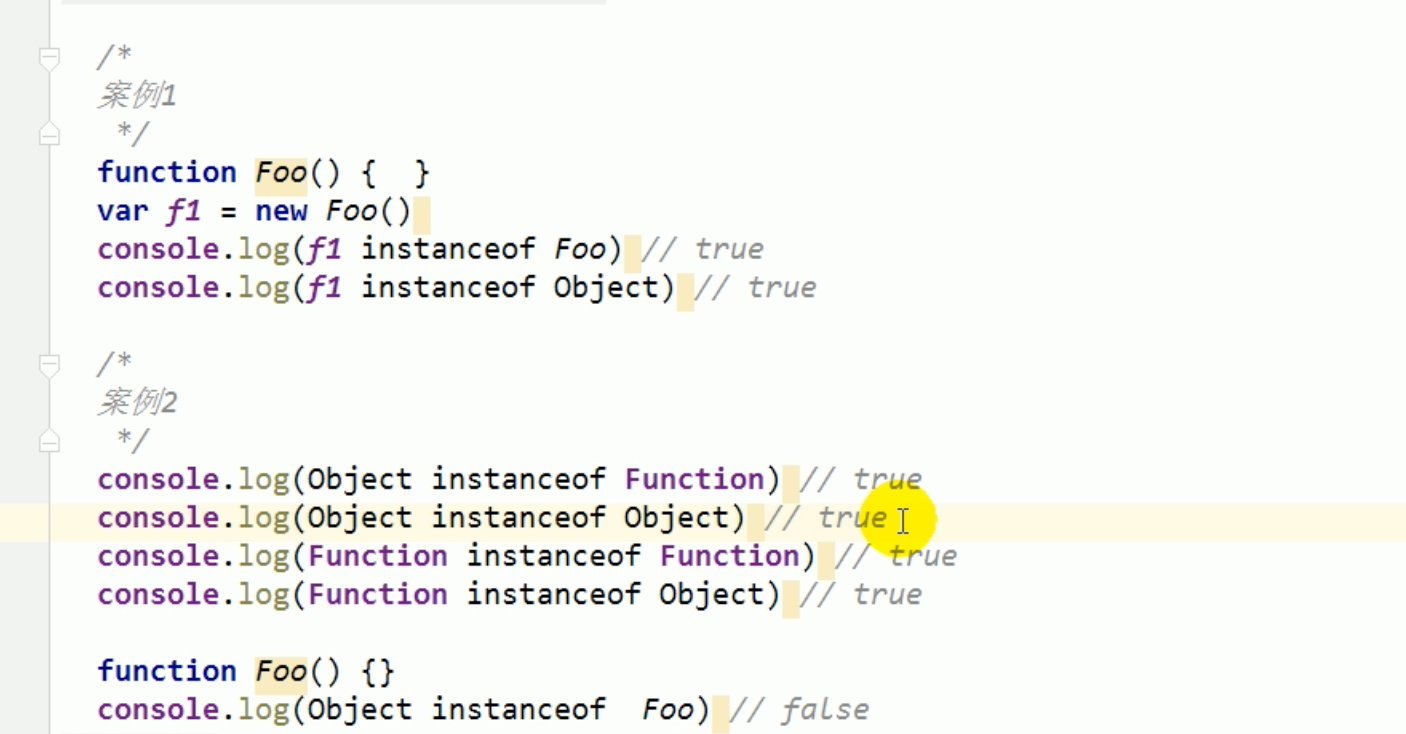 /*
案例1
*/
function Foo() {  }
var f1 = new Foo()
console.log(f1 instanceof Foo) // true
console.log(f1 instanceof Object) // true
/*
案例2
*/
console.log(Object instanceof Function) // true
console.log(Object instanceof Object) // true
console.log(Function instanceof Function) // true
console.log(Function instanceof Object) // true
function Foo() {}
console.log(Object instanceof  Foo) // false